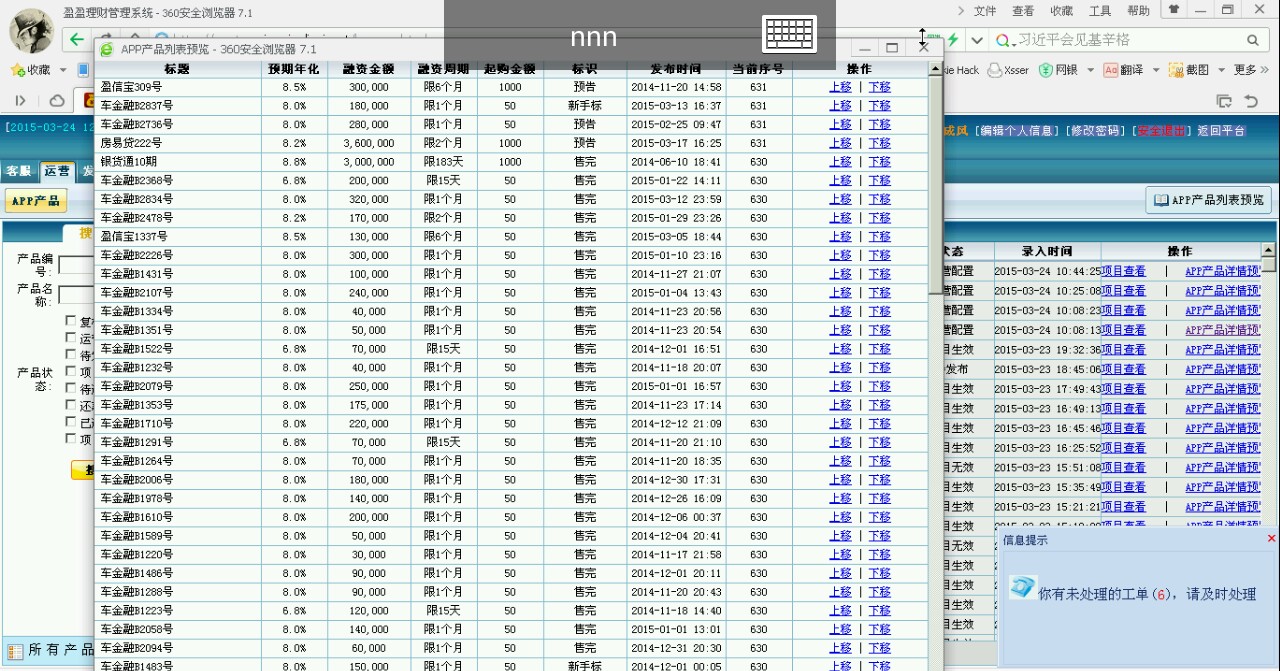 盈盈理财管理系统 - 360安全浏览器 7.1
文件 查看 收藏 工具 帮助
nnn
习近平会见基辛格
收藏
kie Hack Xsser 网银 翻译 截图 更多 »
APP产品列表预览 - 360安全浏览器 7.1
[2015-03-24 12
成风 [编辑个人信息] [修改密码] [安全退出] 返回平台
客服 运营 发
APP产品
APP产品列表预览
搜
产品编号:
产品名称:
产品状态:
复
运
待
项
待
还
已
项
搜
所有产品
标题 预期年化 融资金额 融资周期 起购金额 标识 发布时间 当前序号 操作
盈信宝309号 8.5% 300,000 限6个月 1000 预告 2014-11-20 14:58 631 上移 | 下移
车金融B2837号 8.0% 180,000 限1个月 50 新手标 2015-03-13 16:37 631 上移 | 下移
车金融B2736号 8.0% 280,000 限1个月 50 预告 2015-02-25 09:47 631 上移 | 下移
房易贷222号 8.2% 3,600,000 限2个月 1000 预告 2015-03-17 16:25 631 上移 | 下移
银货通10期 8.8% 3,000,000 限183天 1000 售完 2014-06-10 18:41 630 上移 | 下移
车金融B2368号 6.8% 200,000 限15天 50 售完 2015-01-22 14:11 630 上移 | 下移
车金融B2834号 8.0% 320,000 限1个月 50 售完 2015-03-12 23:59 630 上移 | 下移
车金融B2478号 8.2% 170,000 限2个月 50 售完 2015-01-29 23:26 630 上移 | 下移
盈信宝1337号 8.5% 130,000 限6个月 50 售完 2015-03-05 18:44 630 上移 | 下移
车金融B2226号 8.0% 300,000 限1个月 50 售完 2015-01-10 23:16 630 上移 | 下移
车金融B1431号 8.0% 100,000 限1个月 50 售完 2014-11-27 21:07 630 上移 | 下移
车金融B2107号 8.0% 240,000 限1个月 50 售完 2015-01-04 13:43 630 上移 | 下移
车金融B1334号 8.0% 40,000 限1个月 50 售完 2014-11-23 20:56 630 上移 | 下移
车金融B1351号 8.0% 50,000 限1个月 50 售完 2014-11-23 20:54 630 上移 | 下移
车金融B1522号 6.8% 70,000 限15天 50 售完 2014-12-01 16:51 630 上移 | 下移
车金融B1232号 8.0% 40,000 限1个月 50 售完 2014-11-18 20:07 630 上移 | 下移
车金融B2079号 8.0% 250,000 限1个月 50 售完 2015-01-01 16:57 630 上移 | 下移
车金融B1353号 8.0% 175,000 限1个月 50 售完 2014-11-23 17:14 630 上移 | 下移
车金融B1710号 8.0% 220,000 限1个月 50 售完 2014-12-12 21:09 630 上移 | 下移
车金融B1291号 6.8% 70,000 限15天 50 售完 2014-11-20 21:10 630 上移 | 下移
车金融B1264号 8.0% 70,000 限1个月 50 售完 2014-11-20 18:35 630 上移 | 下移
车金融B2006号 8.0% 180,000 限1个月 50 售完 2014-12-30 17:31 630 上移 | 下移
车金融B1978号 8.0% 140,000 限1个月 50 售完 2014-12-26 16:09 630 上移 | 下移
车金融B1610号 8.0% 200,000 限1个月 50 售完 2014-12-06 00:37 630 上移 | 下移
车金融B1589号 8.0% 50,000 限1个月 50 售完 2014-12-04 20:41 630 上移 | 下移
车金融B1220号 8.0% 30,000 限1个月 50 售完 2014-11-17 21:58 630 上移 | 下移
车金融B1486号 8.0% 90,000 限1个月 50 售完 2014-12-01 20:11 630 上移 | 下移
车金融B1288号 8.0% 90,000 限1个月 50 售完 2014-11-20 20:43 630 上移 | 下移
车金融B1223号 6.8% 120,000 限15天 50 售完 2014-11-18 14:40 630 上移 | 下移
车金融B2058号 8.0% 140,000 限1个月 50 售完 2015-01-01 13:01 630 上移 | 下移
车金融B2094号 8.0% 60,000 限1个月 50 售完 2014-12-31 20:30 630 上移 | 下移
车金融B1483号 8.0% 150,000 限1个月 50 新手标 2014-12-01 00:05 630 上移 | 下移
状态 录入时间 操作
营配置 2015-03-24 10:44:25 项目查看 | APP产品详情预
营配置 2015-03-24 10:25:08 项目查看 | APP产品详情预
营配置 2015-03-24 10:08:23 项目查看 | APP产品详情预
营配置 2015-03-24 10:08:13 项目查看 | APP产品详情预
目生效 2015-03-23 19:32:36 项目查看 | APP产品详情预
发布 2015-03-23 18:45:06 项目查看 | APP产品详情预
目生效 2015-03-23 17:49:43 项目查看 | APP产品详情预
目生效 2015-03-23 16:49:13 项目查看 | APP产品详情预
目生效 2015-03-23 16:45:46 项目查看 | APP产品详情预
目生效 2015-03-23 16:25:52 项目查看 | APP产品详情预
目无效 2015-03-23 15:51:08 项目查看 | APP产品详情预
目生效 2015-03-23 15:35:49 项目查看 | APP产品详情预
目生效 2015-03-23 15:21:21 项目查看 | APP产品详情预
目生效
目无效
目生效
目生效
目生效
目生效
信息提示
你有未处理的工单(6), 请及时处理